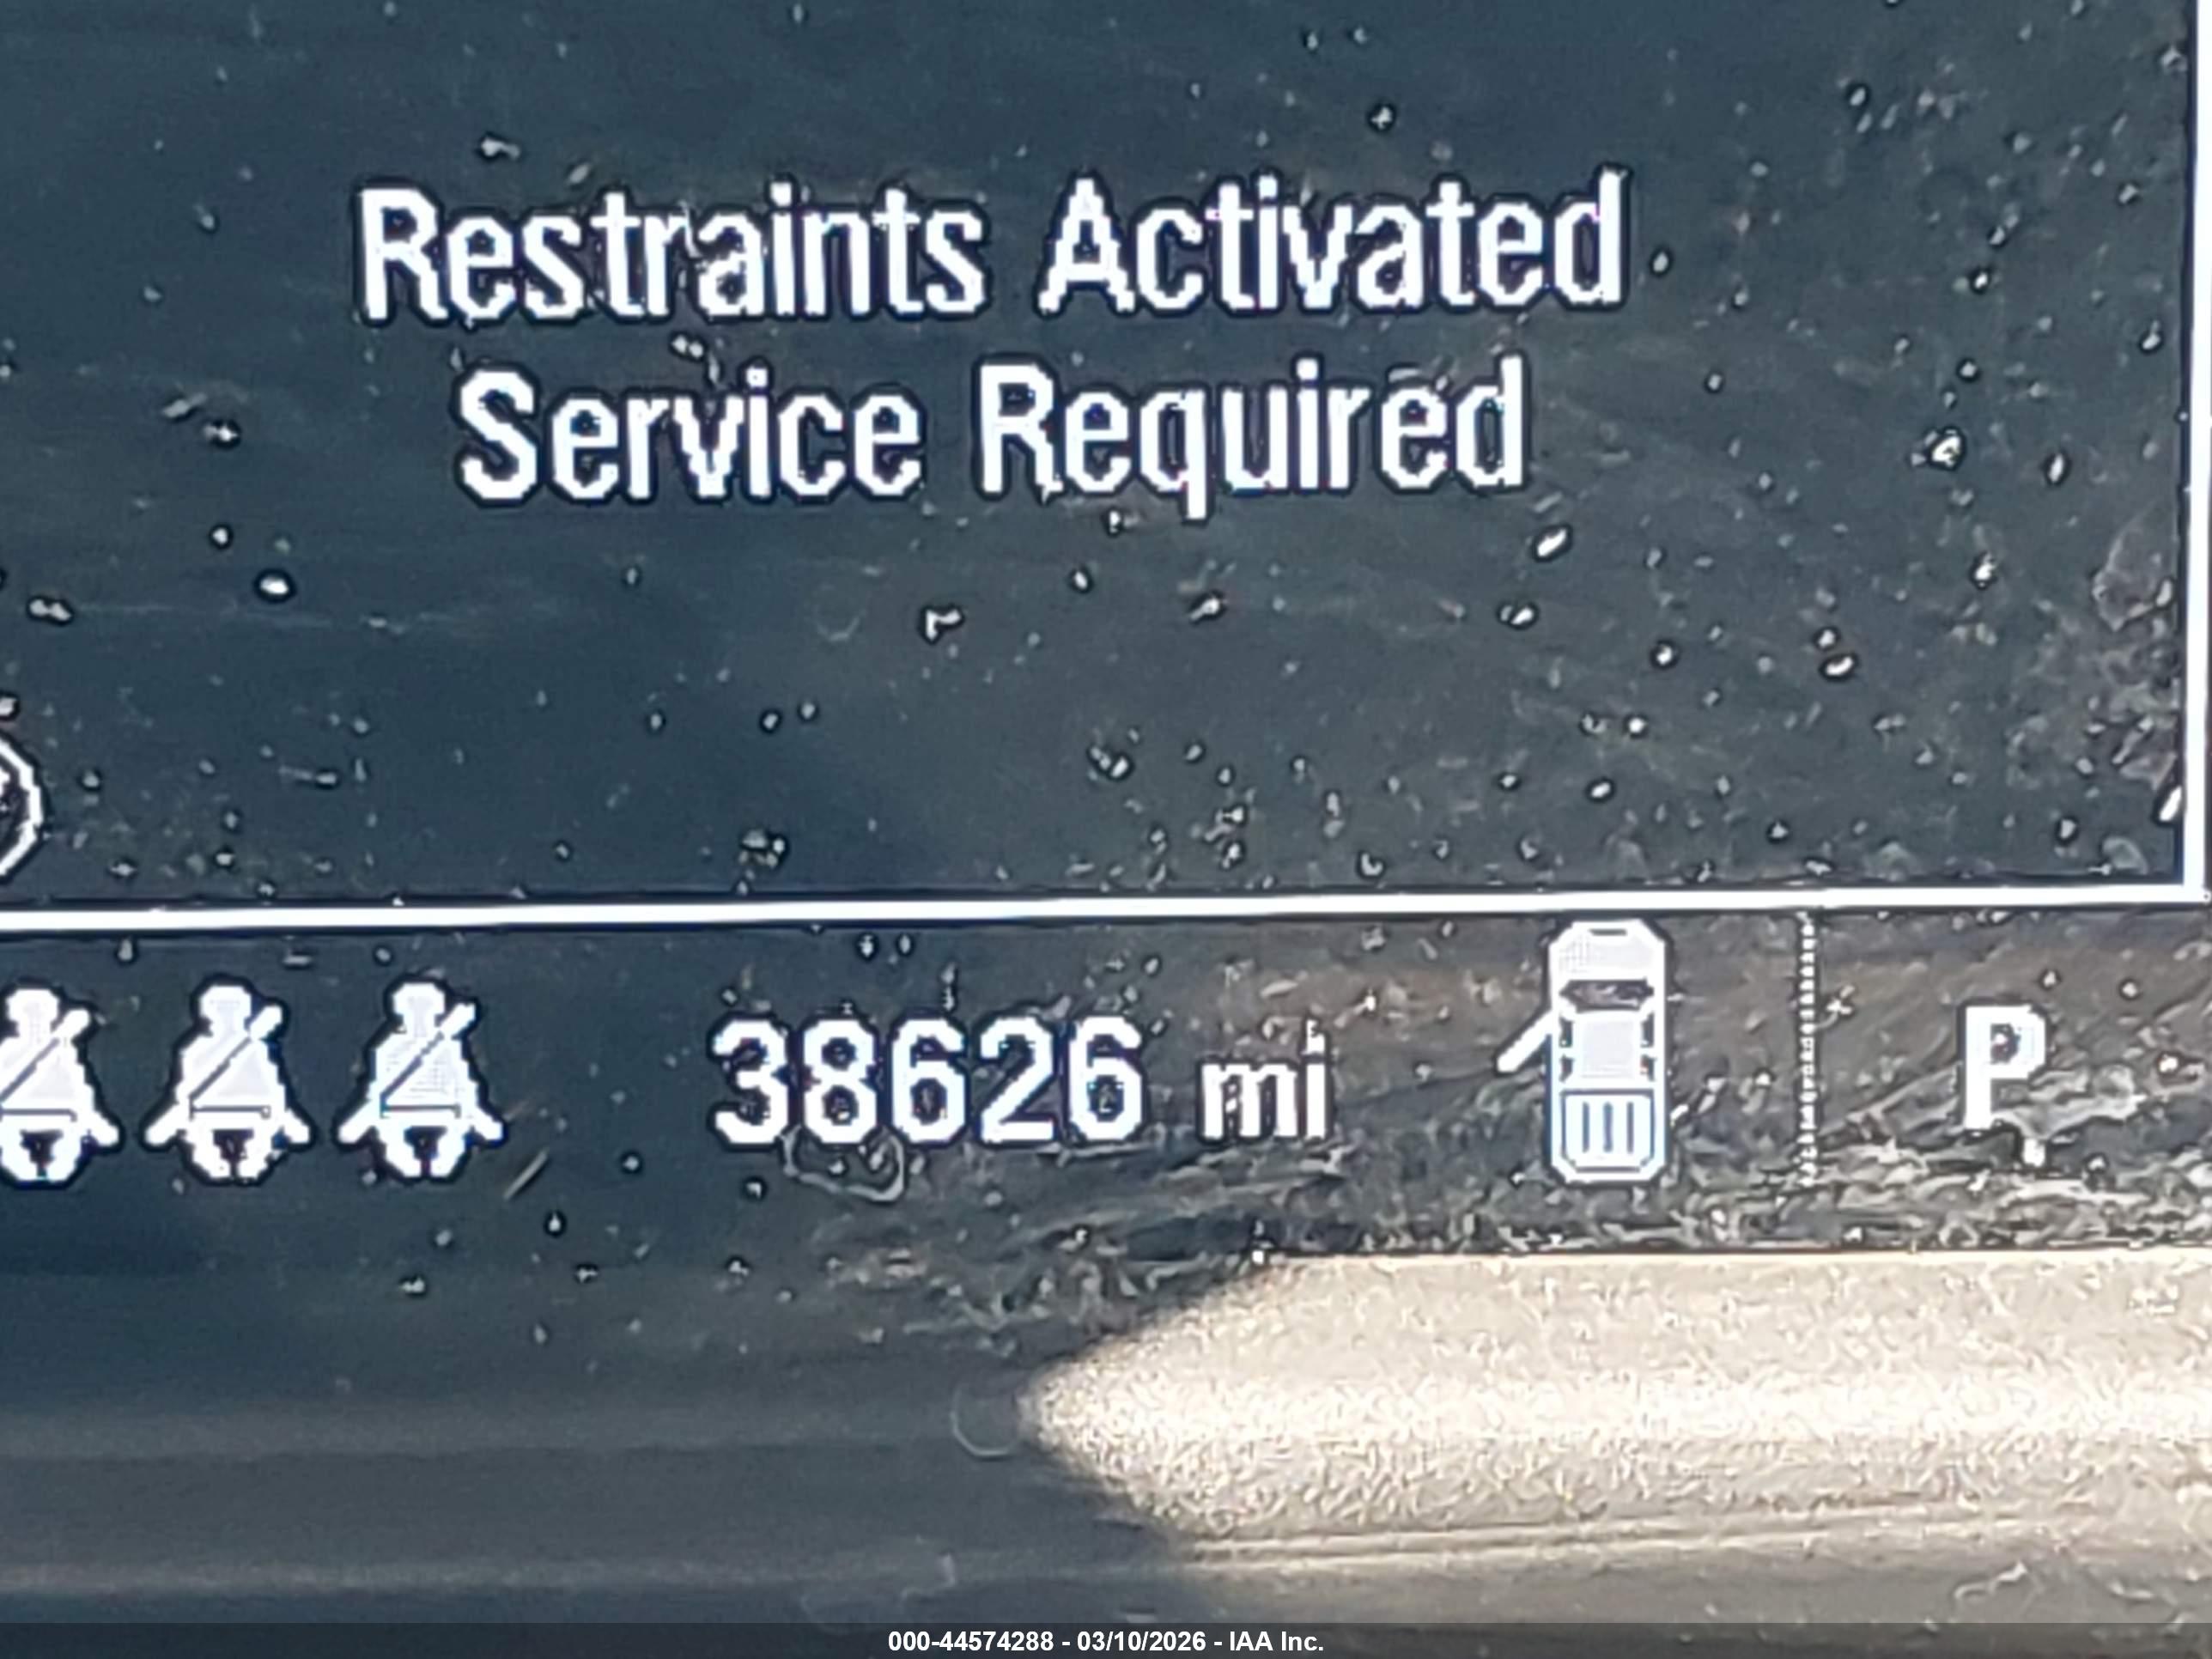 Restraints Activated
Service Required
38626 mi
P
000-44574288 - 03/10/2026 - IAA Inc.